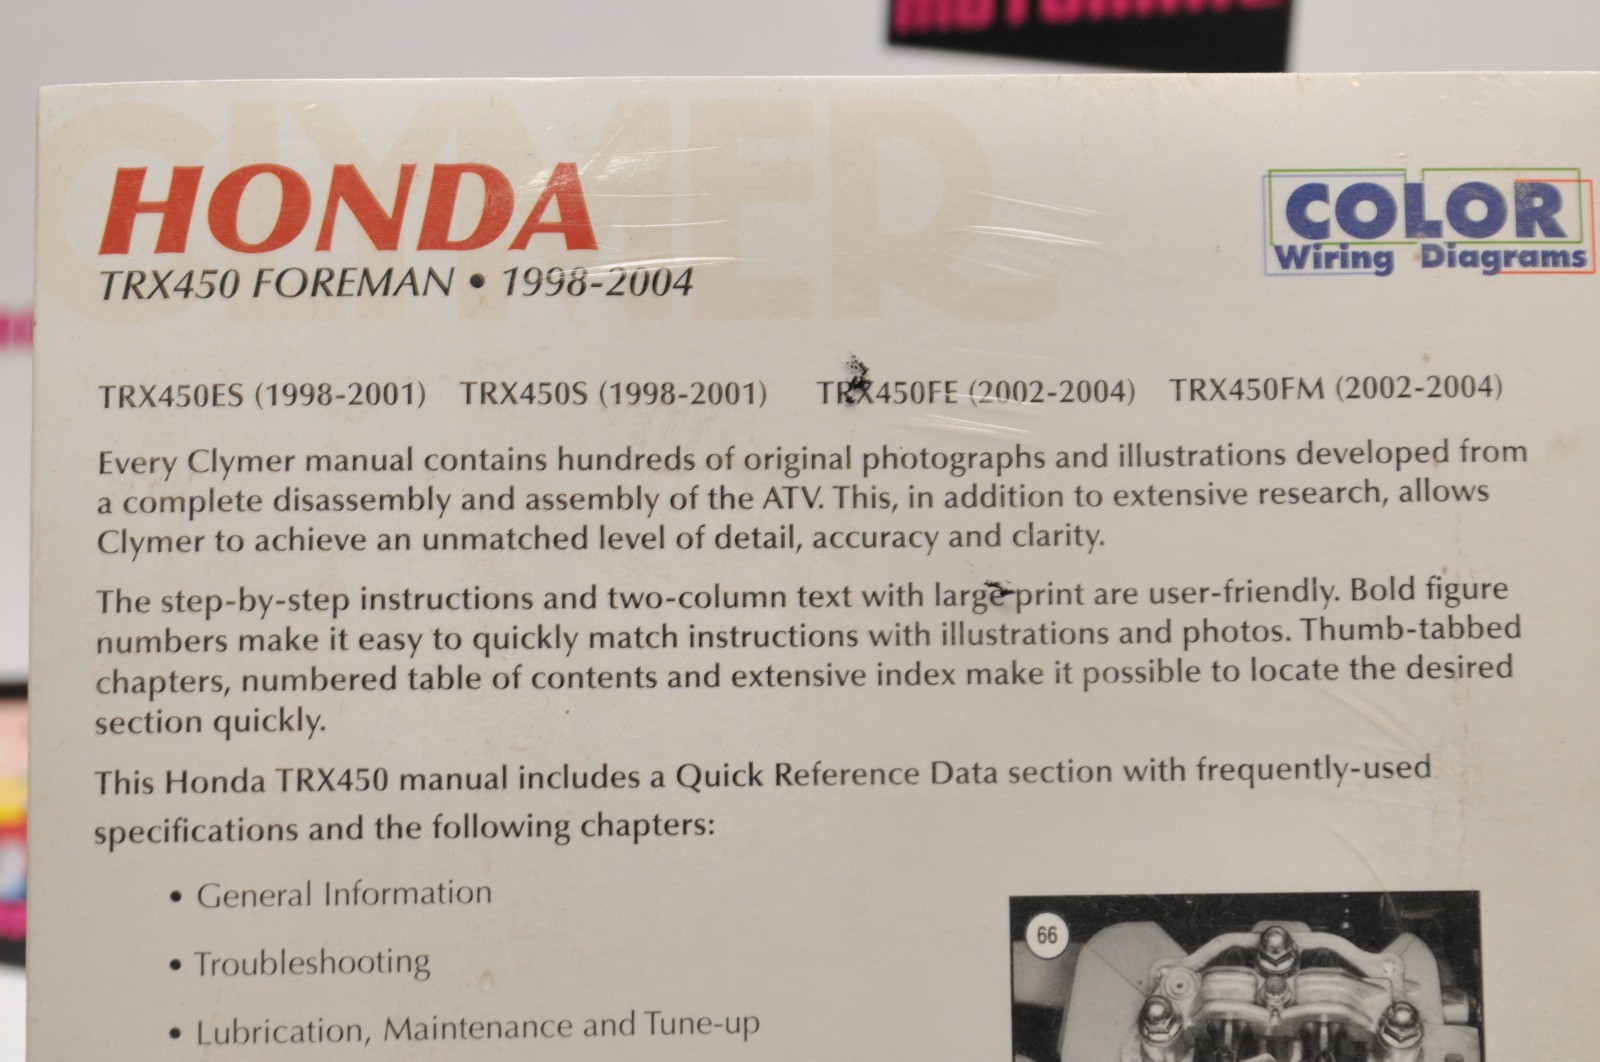 CLYMER
HONDA
TRX450 FOREMAN • 1998-2004
COLOR
Wiring Diagrams
TRX450ES (1998-2001) TRX450S (1998-2001) TRX450FE (2002-2004) TRX450FM (2002-2004)
Every Clymer manual contains hundreds of original photographs and illustrations developed from
a complete disassembly and assembly of the ATV. This, in addition to extensive research, allows
Clymer to achieve an unmatched level of detail, accuracy and clarity.
The step-by-step instructions and two-column text with large print are user-friendly. Bold figure
numbers make it easy to quickly match instructions with illustrations and photos. Thumb-tabbed
chapters, numbered table of contents and extensive index make it possible to locate the desired
section quickly.
This Honda TRX450 manual includes a Quick Reference Data section with frequently-used
specifications and the following chapters:
• General Information
• Troubleshooting
• Lubrication, Maintenance and Tune-up
66